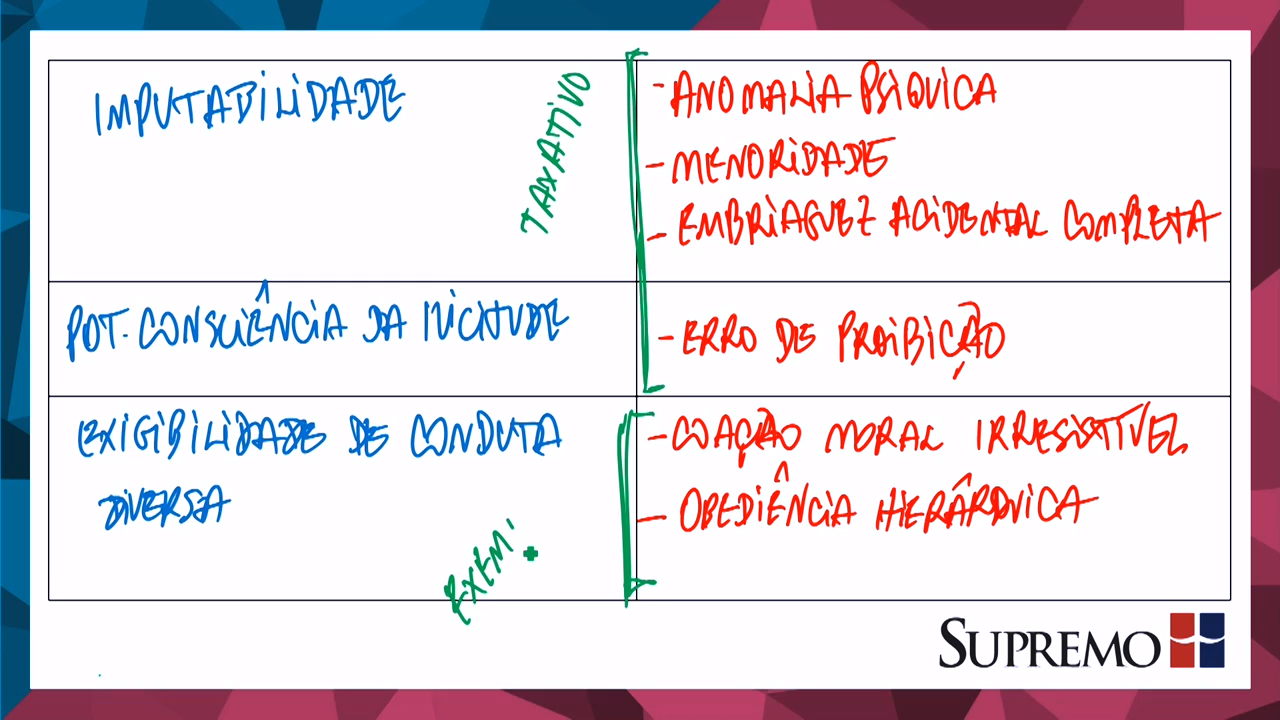 IMPUTABILIDADE
TAXATIVO
- ANOMALIA PSÍQUICA
- MENORIDADE
- EMBRIAGUEZ ACIDENTAL COMPLETA
POT. CONSCIÊNCIA DA ILICITUDE
- ERRO DE PROIBIÇÃO
EXIGIBILIDADE DE CONDUTA
DIVERSA
EXEM
- COAÇÃO MORAL IRRESISTÍVEL
- OBEDIÊNCIA HIERÁRQUICA
SUPREMO